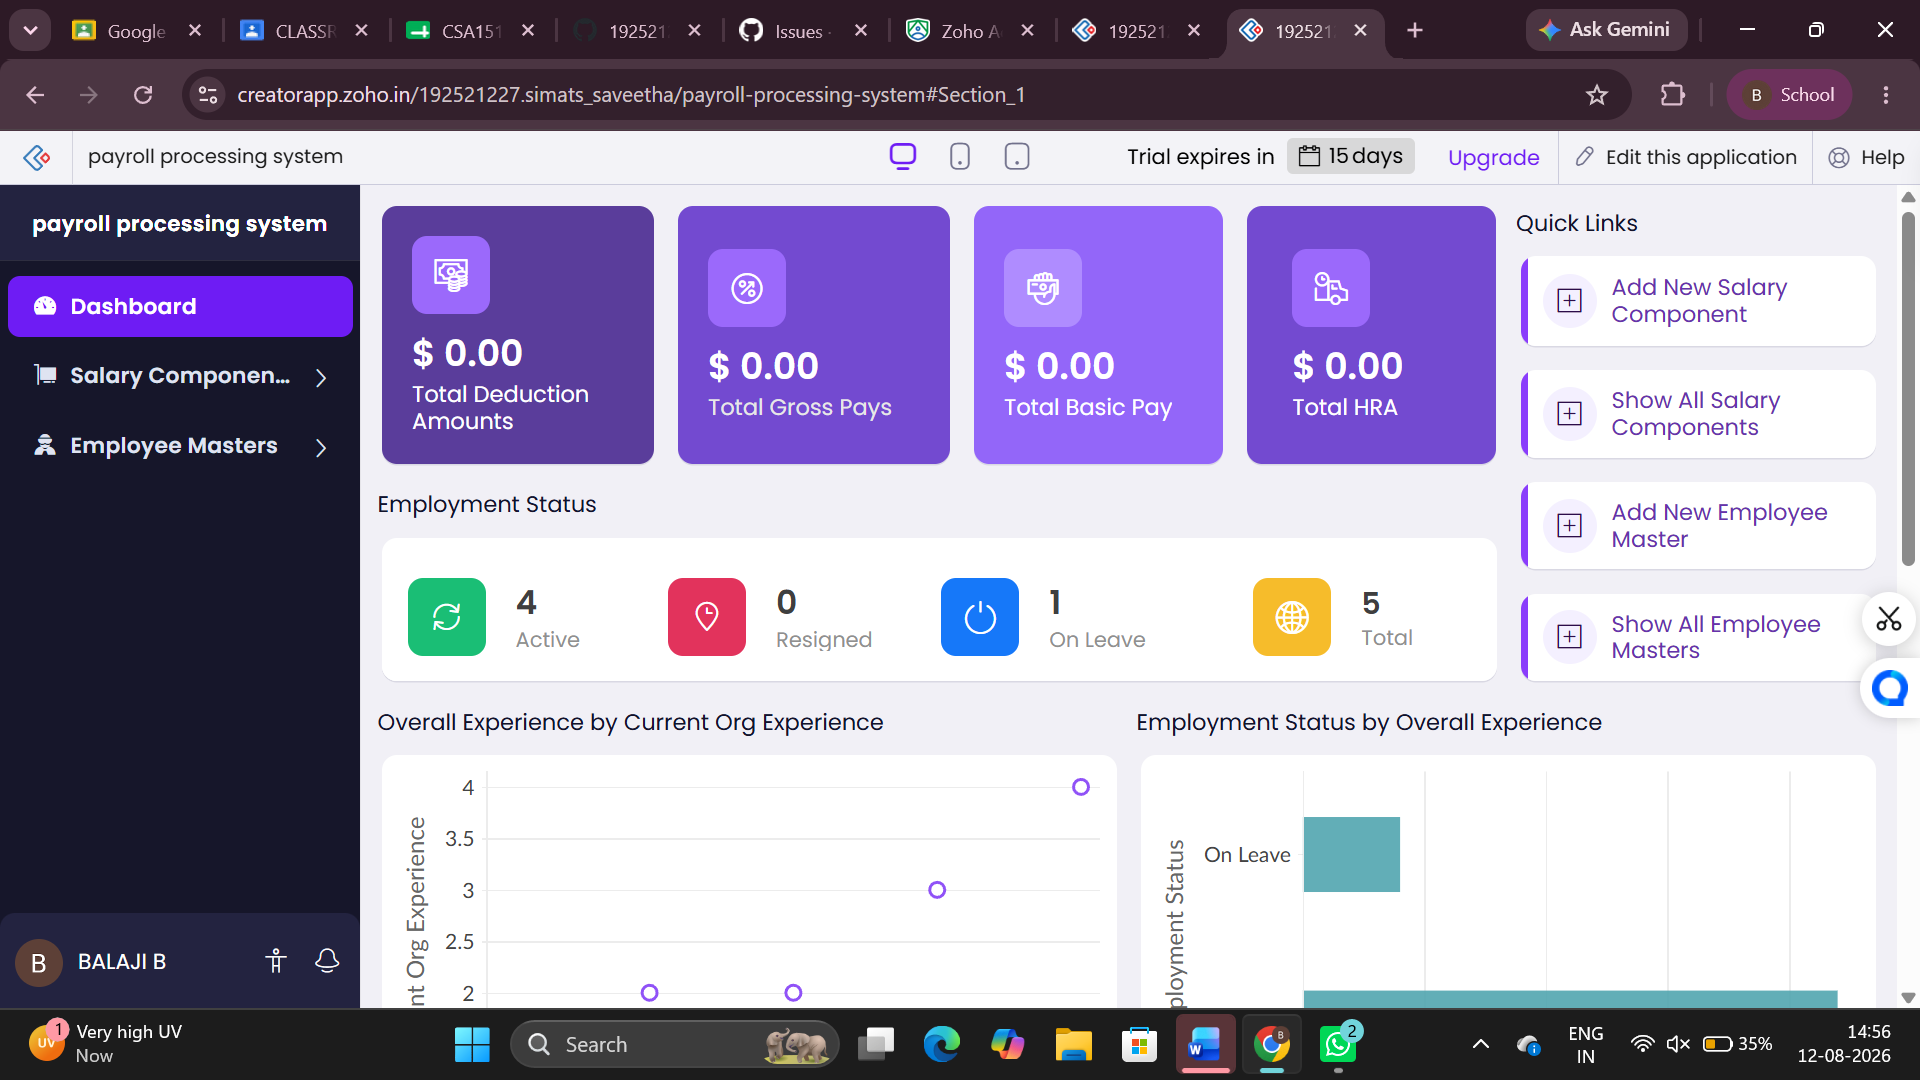 Google
CLASSR
CSA151
192521
Issues ·
Zoho A
192521
192521
Ask Gemini
creatorapp.zoho.in/192521227.simats_saveetha/payroll-processing-system#Section_1
B
School
payroll processing system
Trial expires in
15 days
Upgrade
Edit this application
Help
payroll processing system
Dashboard
Salary Componen...
Employee Masters
$ 0.00
Total Deduction
Amounts
$ 0.00
Total Gross Pays
$ 0.00
Total Basic Pay
$ 0.00
Total HRA
Quick Links
Add New Salary
Component
Show All Salary
Components
Add New Employee
Master
Show All Employee
Masters
Employment Status
4
Active
0
Resigned
1
On Leave
5
Total
Overall Experience by Current Org Experience
Employment Status by Overall Experience
4
3.5
3
2.5
2
nt Org Experience
On Leave
ployment Status
B
BALAJI B
UV
1
Very high UV
Now
Search
W
B
2
ENG
IN
35%
14:56
12-08-2026